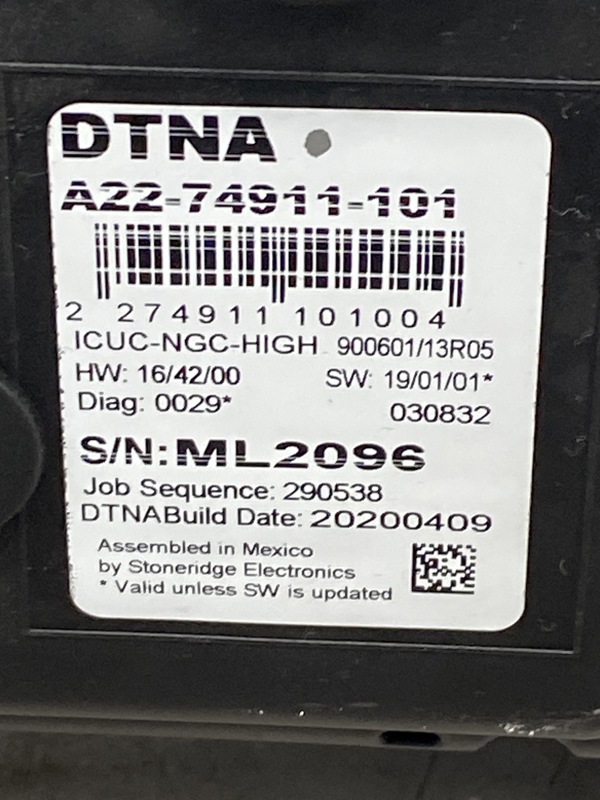 DTNA
A22-74911-101
2 274911 101004
ICUC-NGC-HIGH 900601/13R05
HW: 16/42/00 SW: 19/01/01*
Diag: 0029* 030832
S/N: ML2096
Job Sequence: 290538
DTNABuild Date: 20200409
Assembled in Mexico
by Stoneridge Electronics
* Valid unless SW is updated